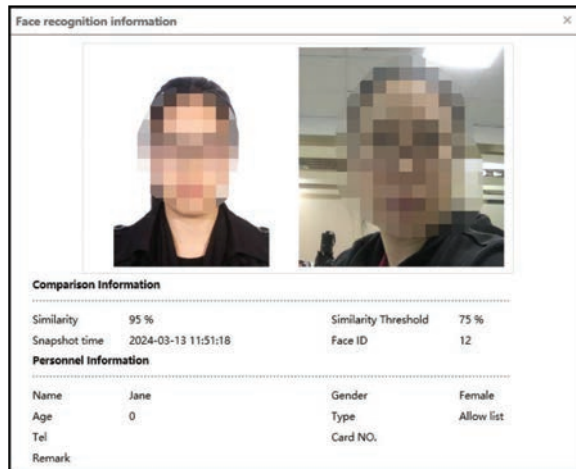 Face recognition information ×
Comparison Information
Similarity 95 % Similarity Threshold 75 %
Snapshot time 2024-03-13 11:51:18 Face ID 12
Personnel Information
Name Jane Gender Female
Age 0 Type Allow list
Tel Card NO.
Remark